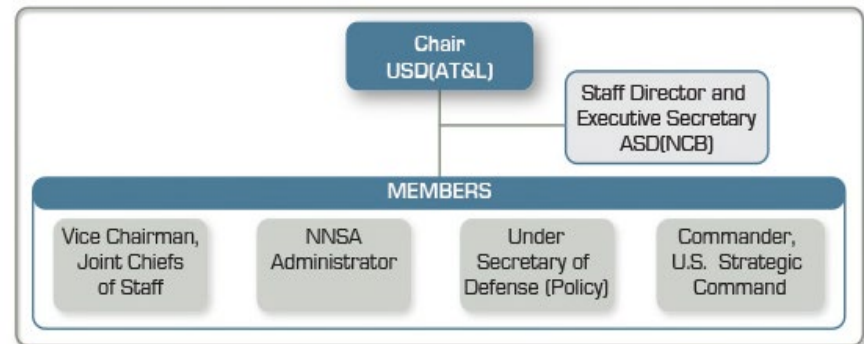 Chair
USD(AT&L)
Staff Director and
Executive Secretary
ASD(NCB)
MEMBERS
Vice Chairman,
Joint Chiefs
of Staff
NNSA
Administrator
Under
Secretary of
Defense (Policy)
Commander,
U.S. Strategic
Command